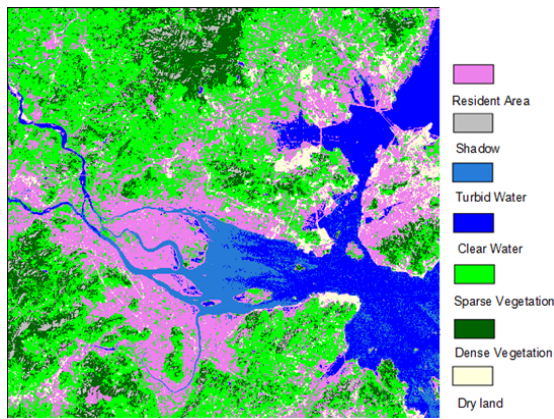 Resident Area
Shadow
Turbid Water
Clear Water
Sparse Vegetation
Dense Vegetation
Dry land